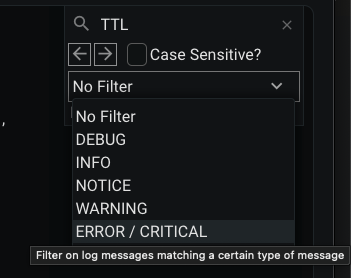 TTL
Case Sensitive?
No Filter
No Filter
DEBUG
INFO
NOTICE
WARNING
ERROR / CRITICAL
Filter on log messages matching a certain type of message
,